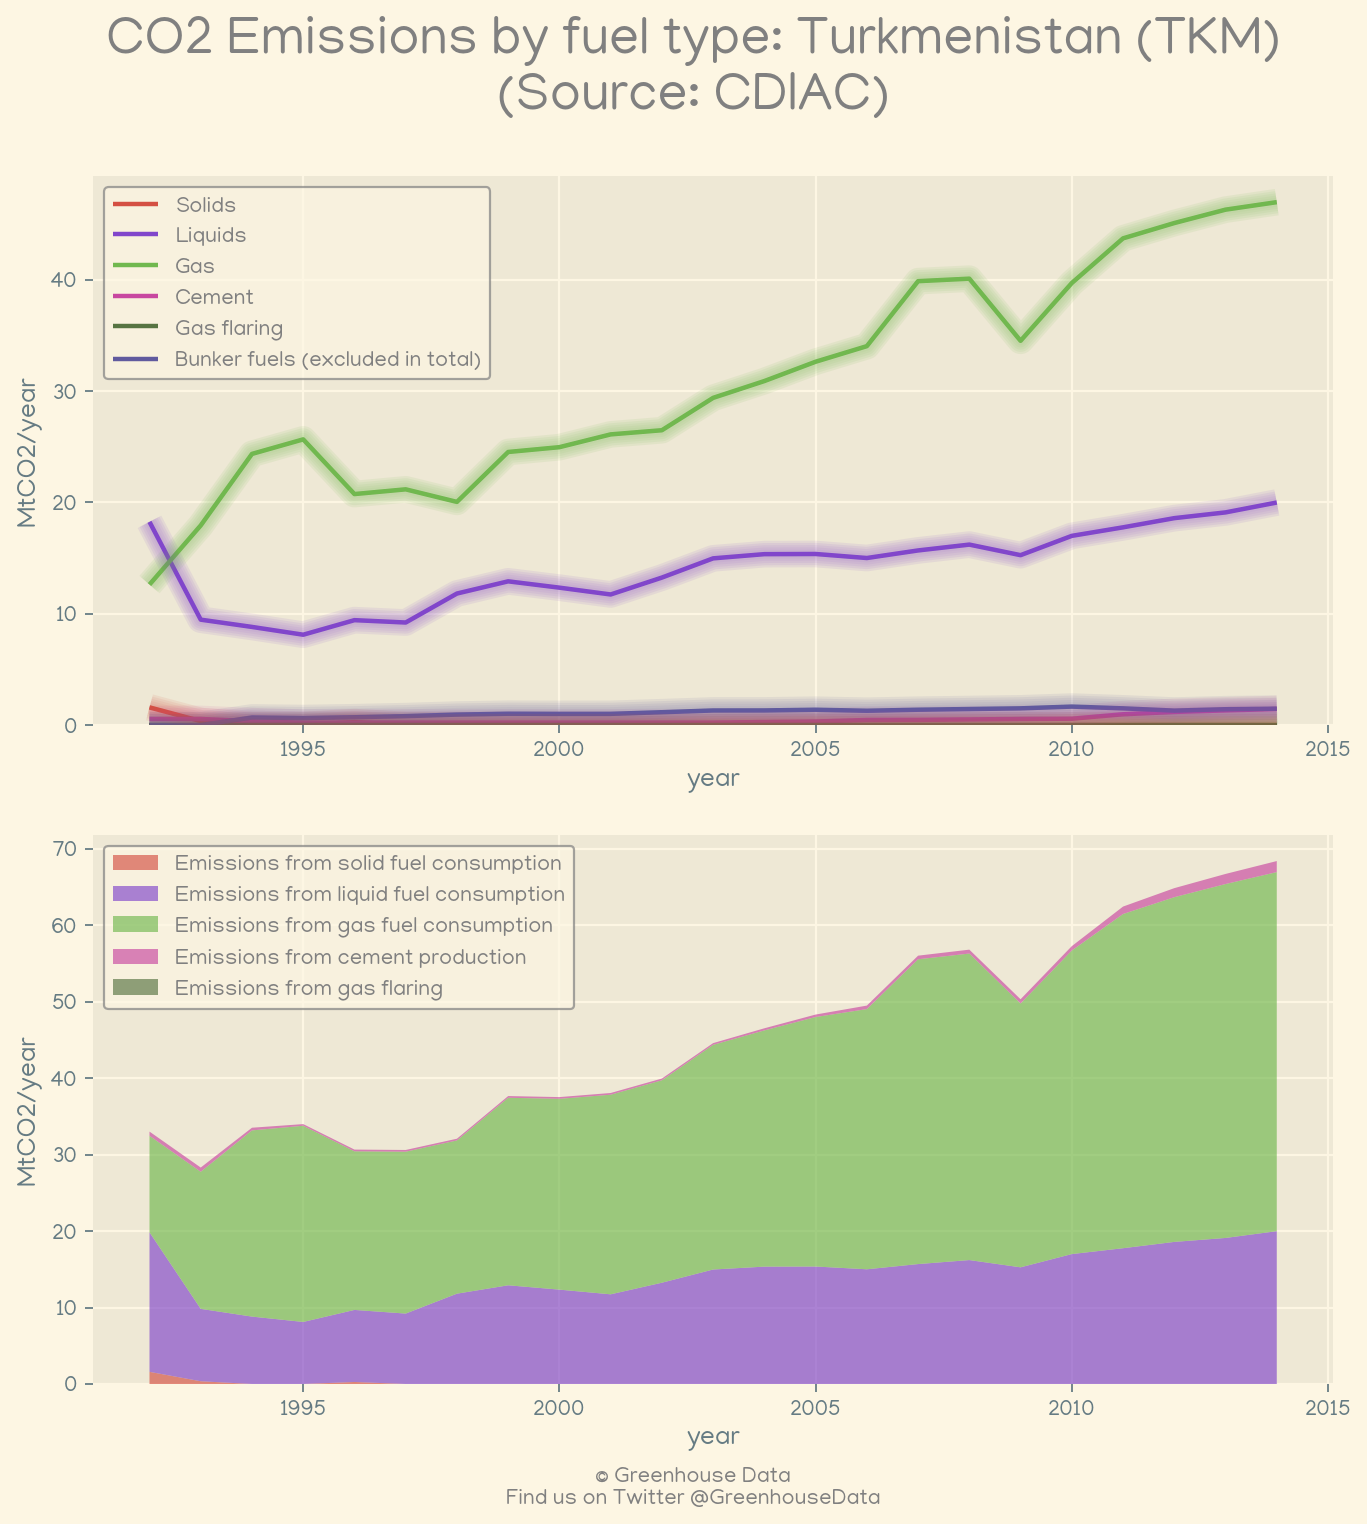 CO2 Emissions by fuel type: Turkmenistan (TKM)
(Source: CDIAC)
Solids
Liquids
Gas
Cement
Gas flaring
Bunker fuels (excluded in total)
MtCO2/year
40
30
20
10
0
1995
2000
2005
2010
2015
year
Emissions from solid fuel consumption
Emissions from liquid fuel consumption
Emissions from gas fuel consumption
Emissions from cement production
Emissions from gas flaring
MtCO2/year
70
60
50
40
30
20
10
0
1995
2000
2005
2010
2015
year
© Greenhouse Data
Find us on Twitter @GreenhouseData